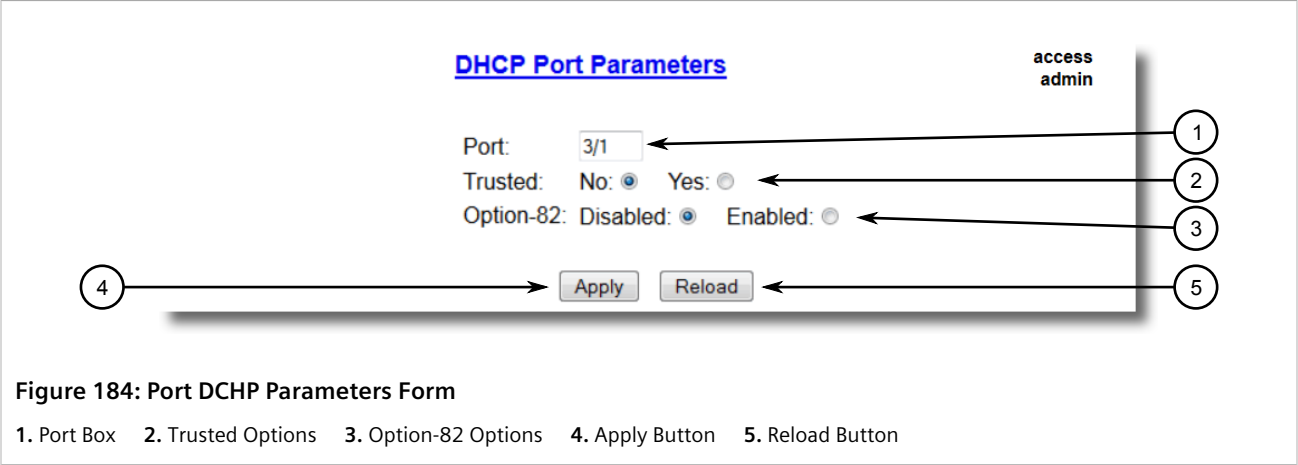 DHCP Port Parameters
access
admin
Port: 3/1
1
Trusted: No: Yes:
2
Option-82: Disabled: Enabled:
3
4
Apply Reload
5
Figure 184: Port DCHP Parameters Form
1. Port Box 2. Trusted Options 3. Option-82 Options 4. Apply Button 5. Reload Button